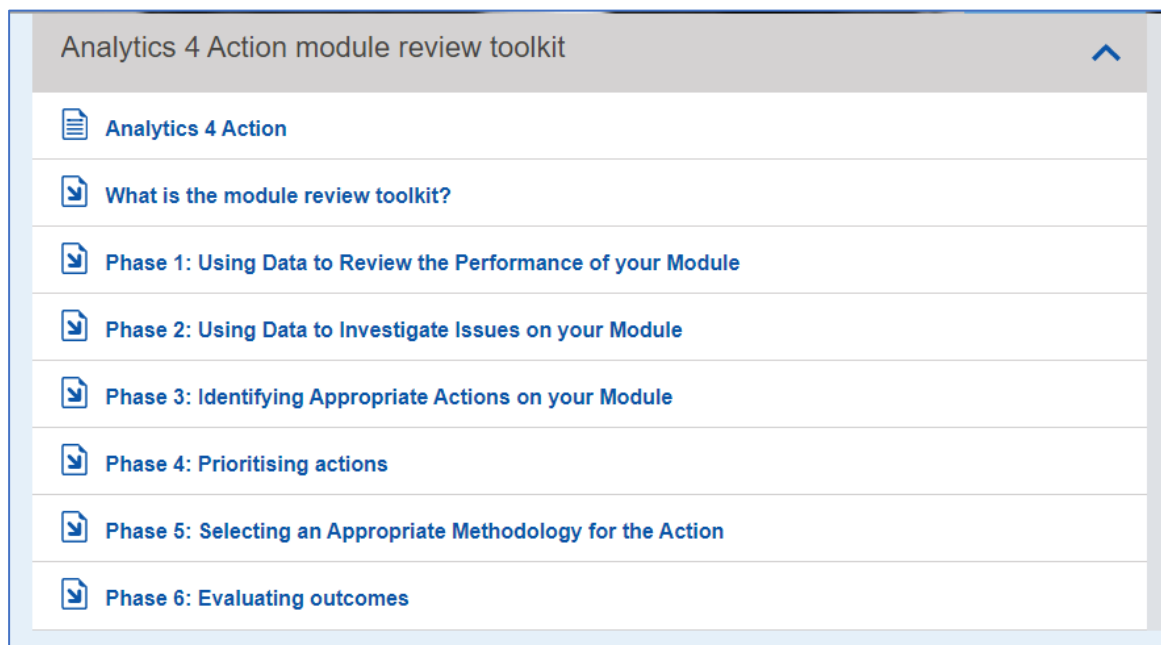 Analytics 4 Action module review toolkit
Analytics 4 Action
What is the module review toolkit?
Phase 1: Using Data to Review the Performance of your Module
Phase 2: Using Data to Investigate Issues on your Module
Phase 3: Identifying Appropriate Actions on your Module
Phase 4: Prioritising actions
Phase 5: Selecting an Appropriate Methodology for the Action
Phase 6: Evaluating outcomes